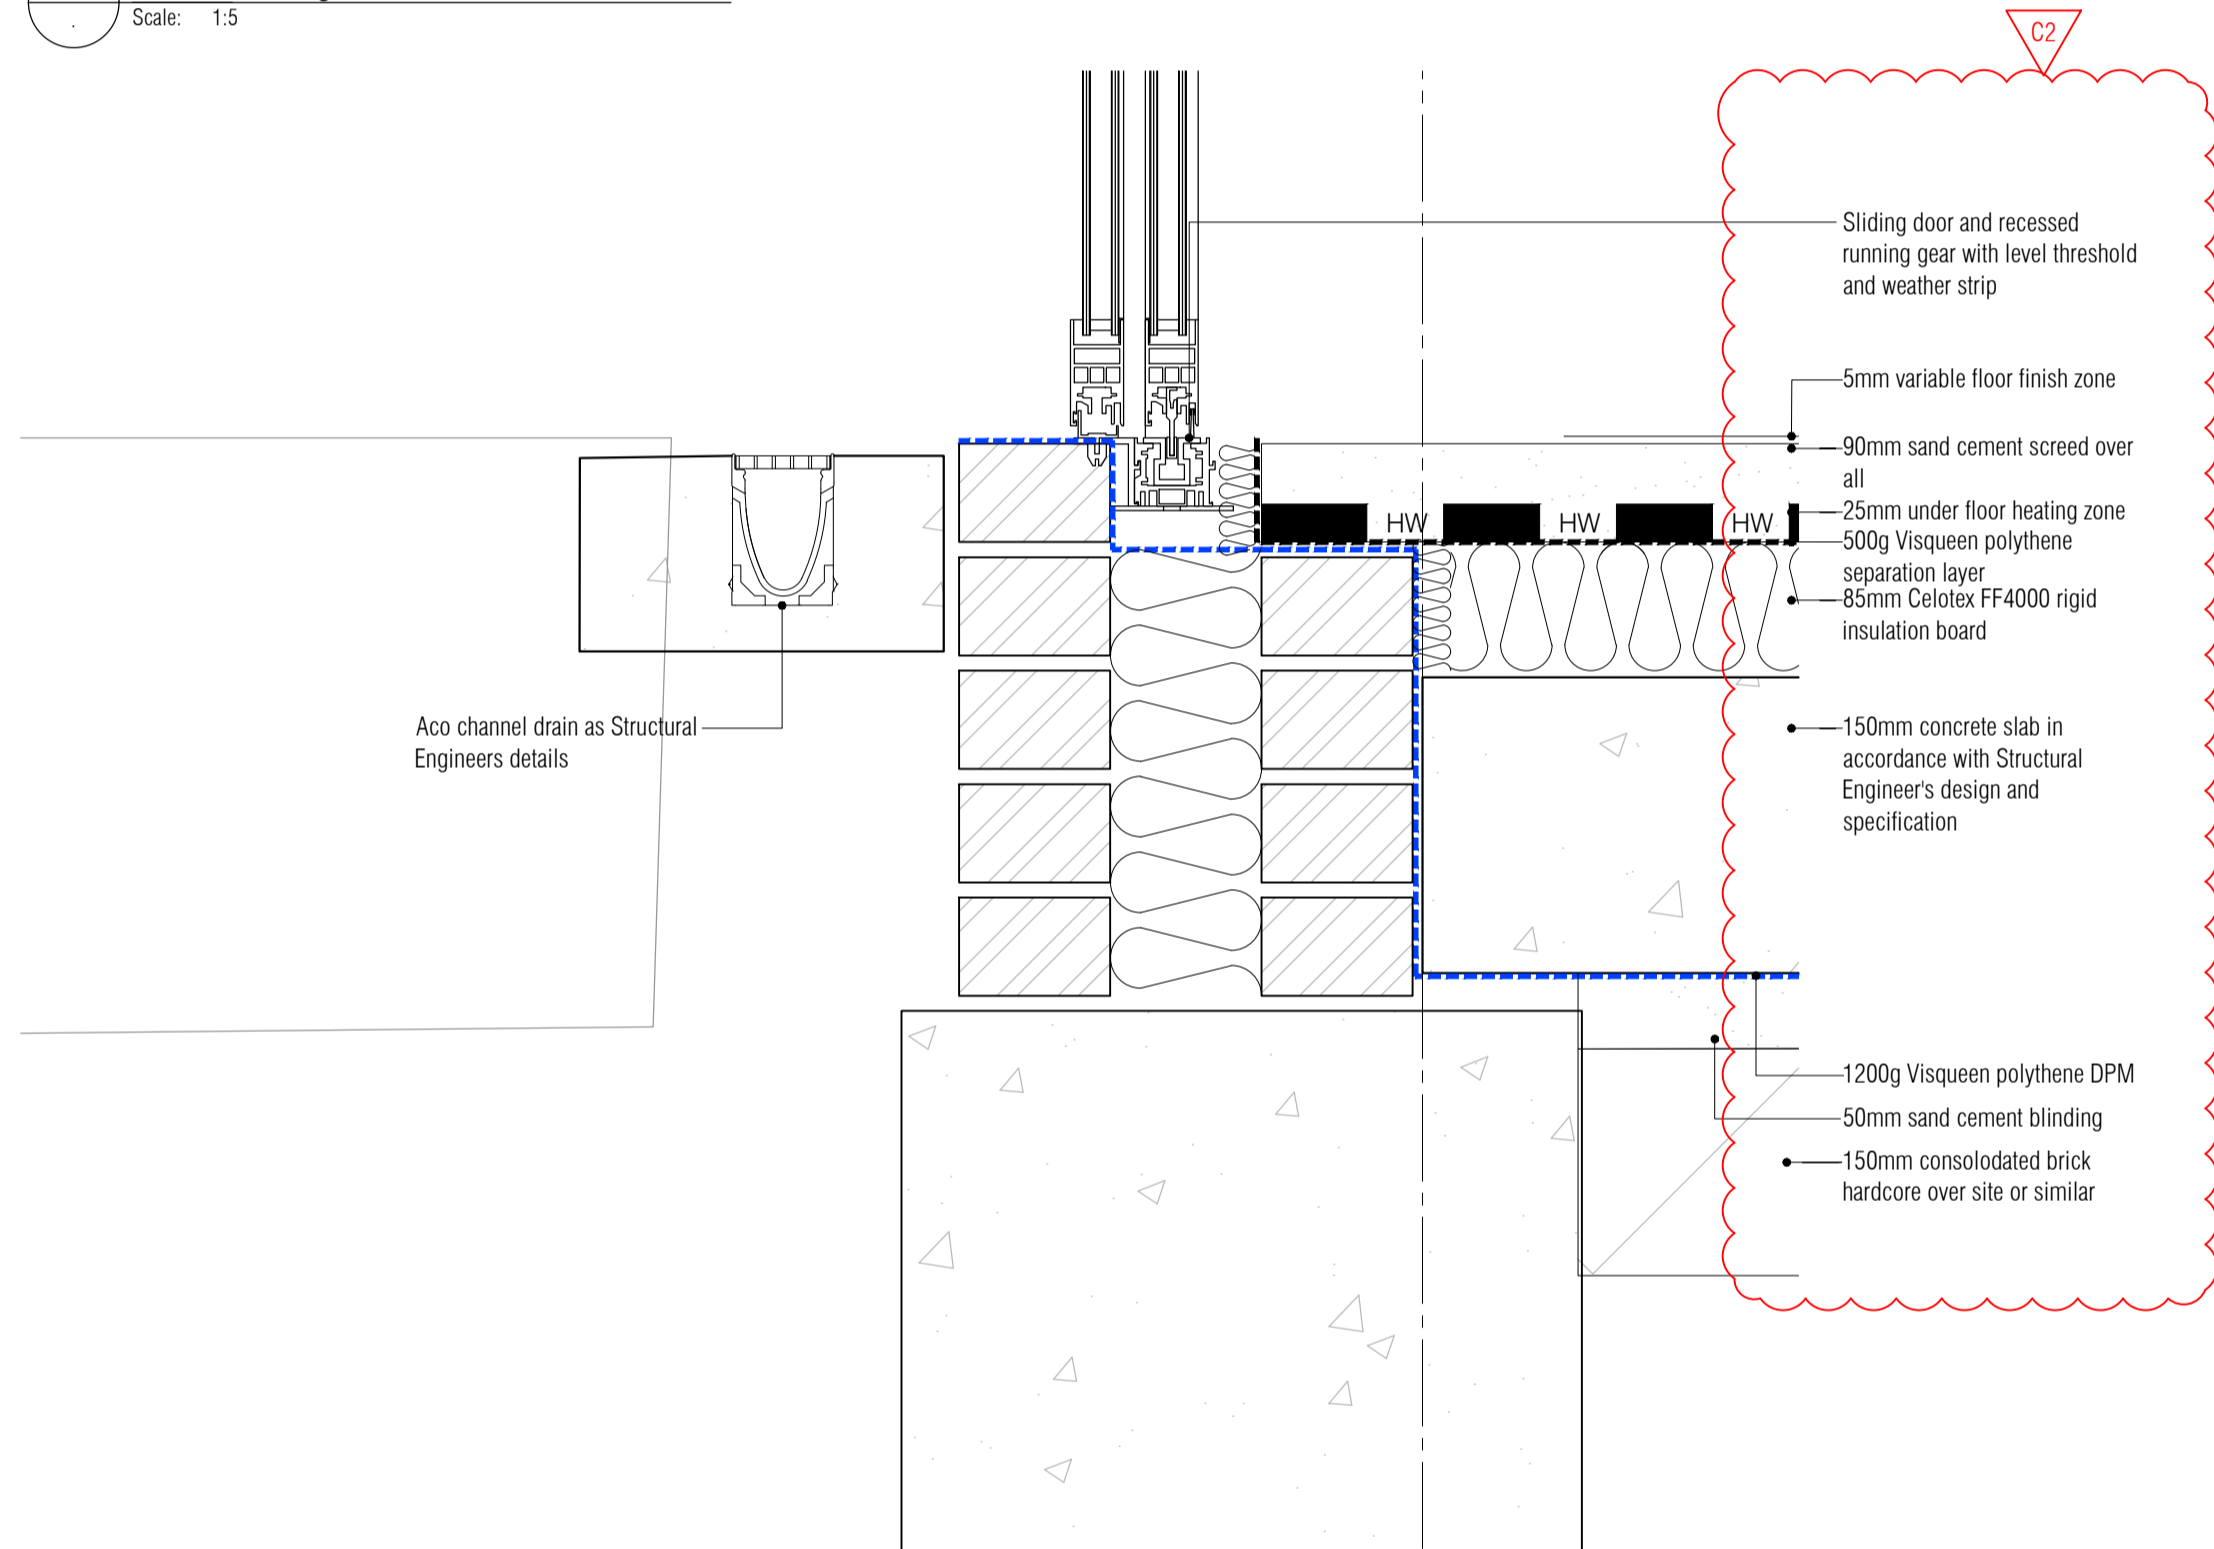 Scale: 1:5
C2
Sliding door and recessed
running gear with level threshold
and weather strip
5mm variable floor finish zone
90mm sand cement screed over
all
25mm under floor heating zone
500g Visqueen polythene
separation layer
85mm Celotex FF4000 rigid
insulation board
HW HW HW
Aco channel drain as Structural
Engineers details
150mm concrete slab in
accordance with Structural
Engineer's design and
specification
1200g Visqueen polythene DPM
50mm sand cement blinding
150mm consolodated brick
hardcore over site or similar